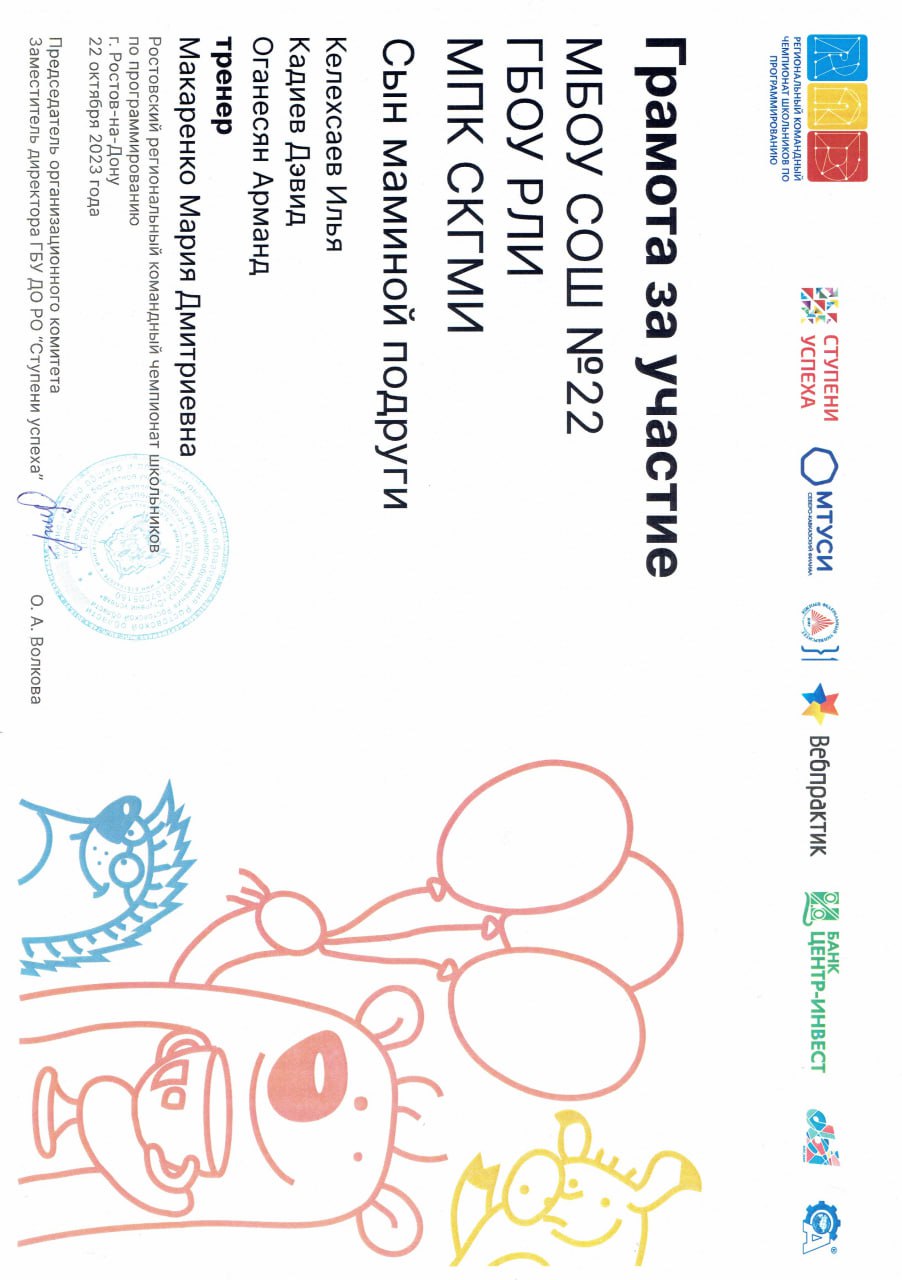 РЕГИОНАЛЬНЫЙ КОМАНДНЫЙ
ЧЕМПИОНАТ ШКОЛЬНИКОВ ПО
ПРОГРАММИРОВАНИЮ
СТУПЕНИ
УСПЕХА
МТУСИ
СЕВЕРО-КАВКАЗСКИЙ ФИЛИАЛ
Вебпрактик
БАНК
ЦЕНТР-ИНВЕСТ
Грамота за участие
МБОУ СОШ №22
ГБОУ РЛИ
МПК СКГМИ
Сын маминой подруги
Келехсаев Илья
Кадиев Дэвид
Оганесян Арманд
тренер
Макаренко Мария Дмитриевна
Ростовский региональный командный чемпионат школьников
по программированию
г. Ростов-на-Дону
22 октября 2023 года
Председатель организационного комитета
Заместитель директора ГБУ ДО РО “Ступени успеха”
О. А. Волкова